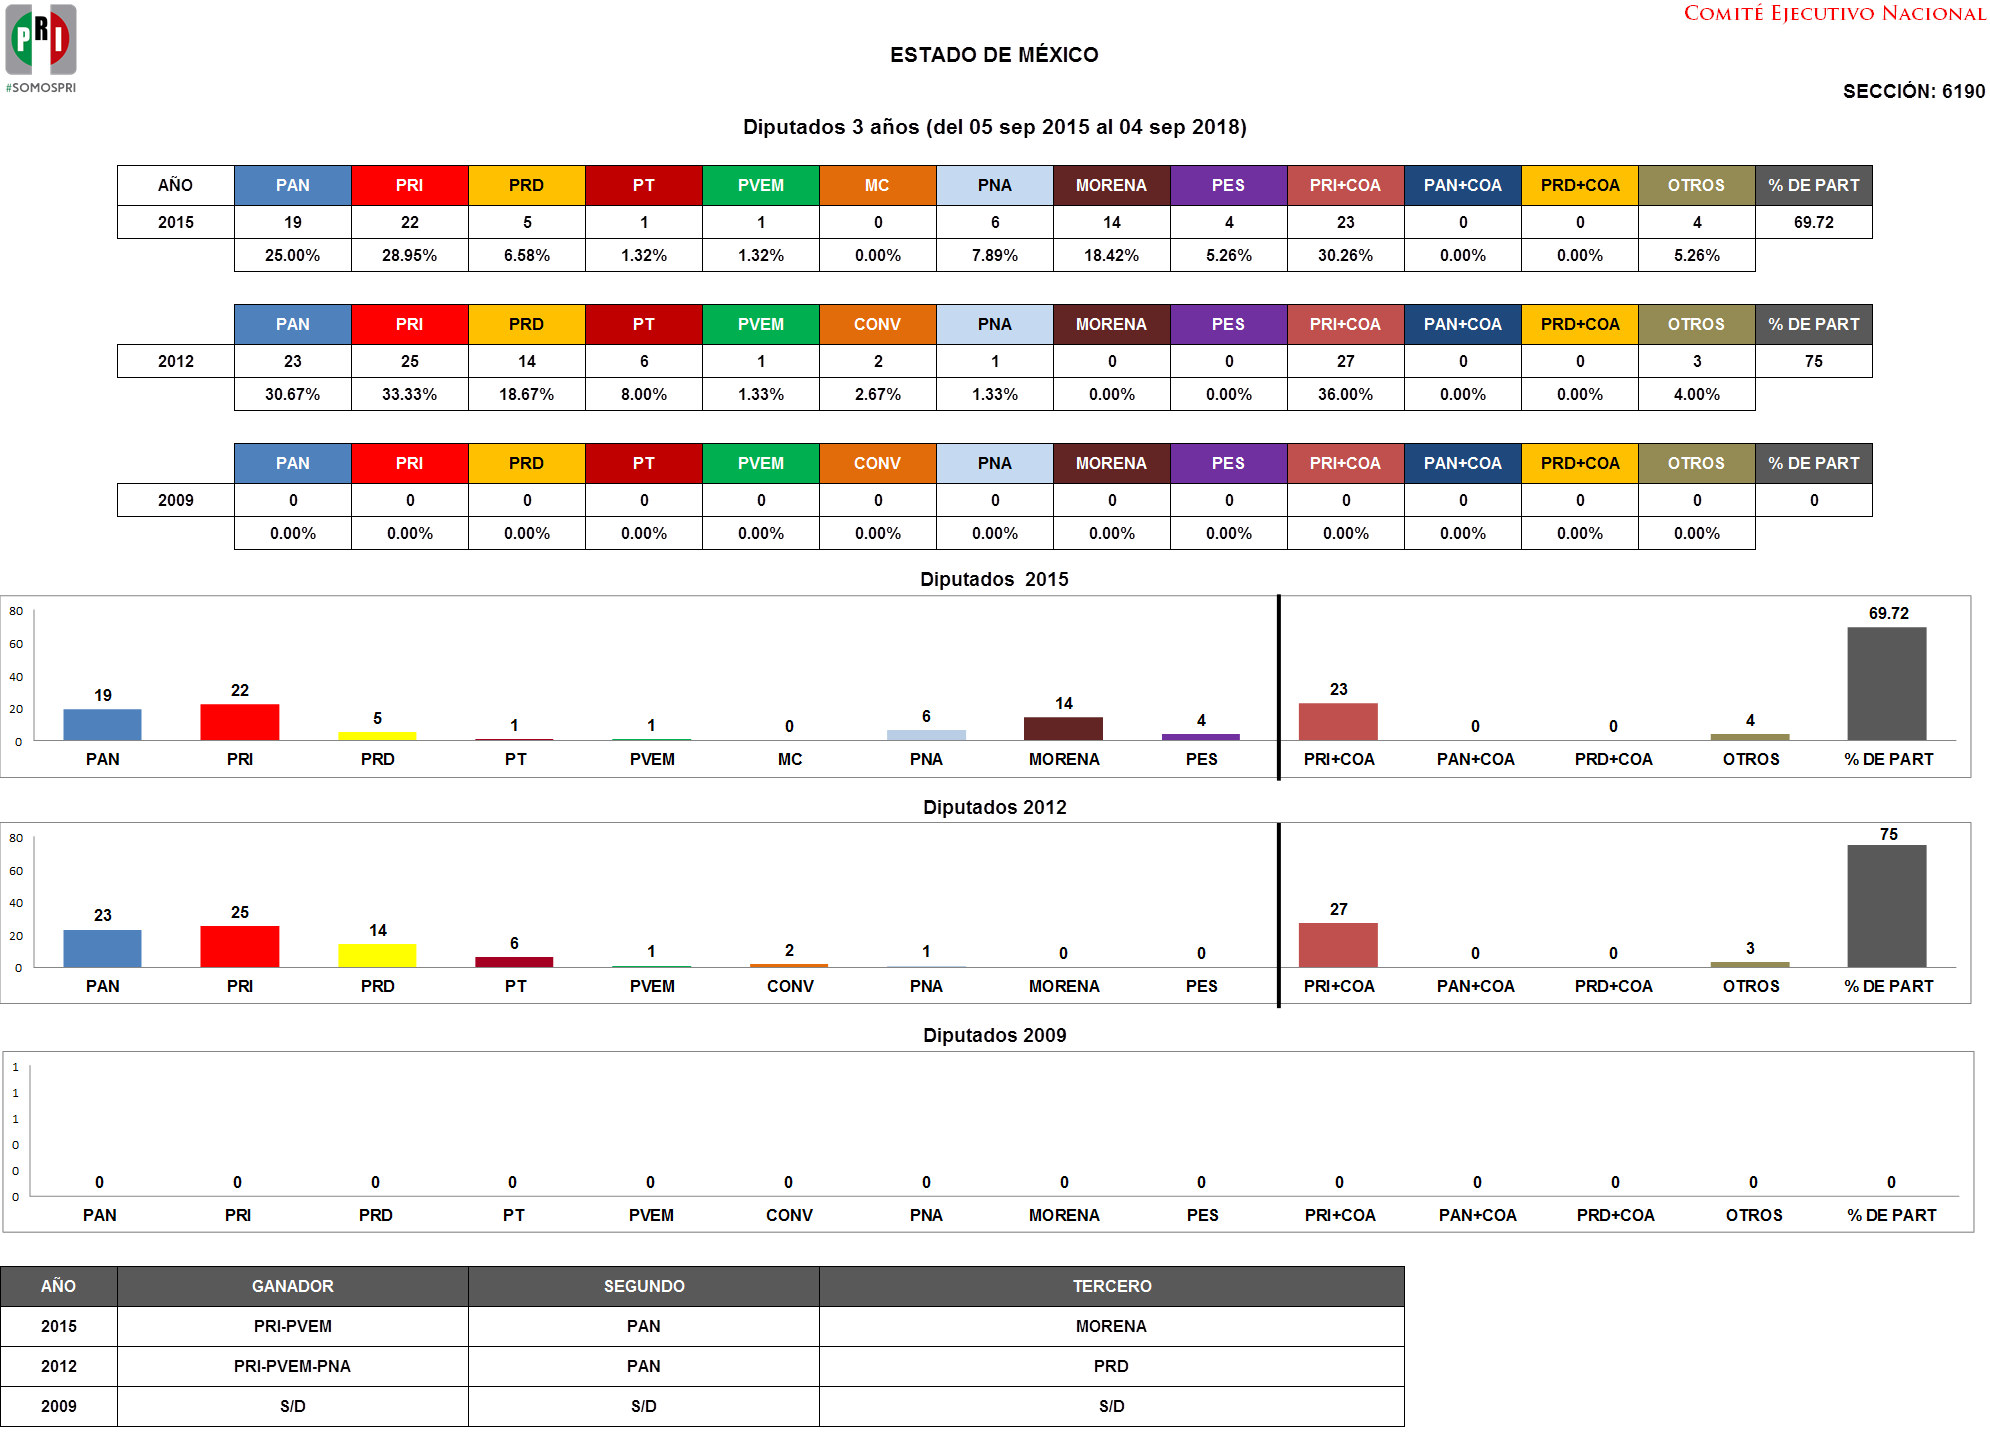 PRI
#SOMOSPRI
COMITÉ EJECUTIVO NACIONAL
ESTADO DE MÉXICO
SECCIÓN: 6190
Diputados 3 años (del 05 sep 2015 al 04 sep 2018)
AÑO PAN PRI PRD PT PVEM MC PNA MORENA PES PRI+COA PAN+COA PRD+COA OTROS % DE PART
2015 19 22 5 1 1 0 6 14 4 23 0 0 4 69.72
25.00% 28.95% 6.58% 1.32% 1.32% 0.00% 7.89% 18.42% 5.26% 30.26% 0.00% 0.00% 5.26%
PAN PRI PRD PT PVEM CONV PNA MORENA PES PRI+COA PAN+COA PRD+COA OTROS % DE PART
2012 23 25 14 6 1 2 1 0 0 27 0 0 3 75
30.67% 33.33% 18.67% 8.00% 1.33% 2.67% 1.33% 0.00% 0.00% 36.00% 0.00% 0.00% 4.00%
PAN PRI PRD PT PVEM CONV PNA MORENA PES PRI+COA PAN+COA PRD+COA OTROS % DE PART
2009 0 0 0 0 0 0 0 0 0 0 0 0 0 0
0.00% 0.00% 0.00% 0.00% 0.00% 0.00% 0.00% 0.00% 0.00% 0.00% 0.00% 0.00% 0.00%
Diputados 2015
80
60
40
20
0
19 22 5 1 1 0 6 14 4 23 0 0 4 69.72
PAN PRI PRD PT PVEM MC PNA MORENA PES PRI+COA PAN+COA PRD+COA OTROS % DE PART
Diputados 2012
80
60
40
20
0
23 25 14 6 1 2 1 0 0 27 0 0 3 75
PAN PRI PRD PT PVEM CONV PNA MORENA PES PRI+COA PAN+COA PRD+COA OTROS % DE PART
Diputados 2009
1
1
1
0
0
0
0 0 0 0 0 0 0 0 0 0 0 0 0 0
PAN PRI PRD PT PVEM CONV PNA MORENA PES PRI+COA PAN+COA PRD+COA OTROS % DE PART
AÑO GANADOR SEGUNDO TERCERO
2015 PRI-PVEM PAN MORENA
2012 PRI-PVEM-PNA PAN PRD
2009 S/D S/D S/D